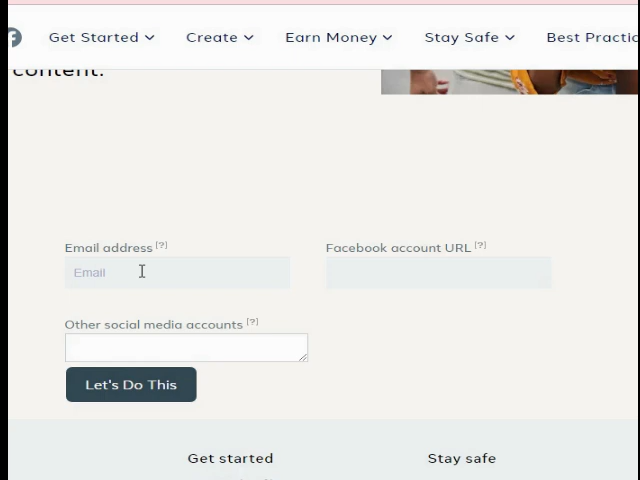 Get Started Create Earn Money Stay Safe Best Practic
content.
Email address [?] Facebook account URL [?]
Email
Other social media accounts [?]
Let's Do This
Get started Stay safe